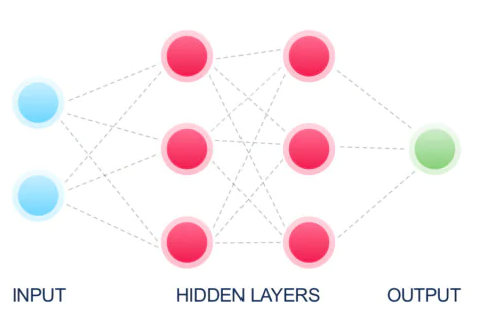 INPUT HIDDEN LAYERS OUTPUT